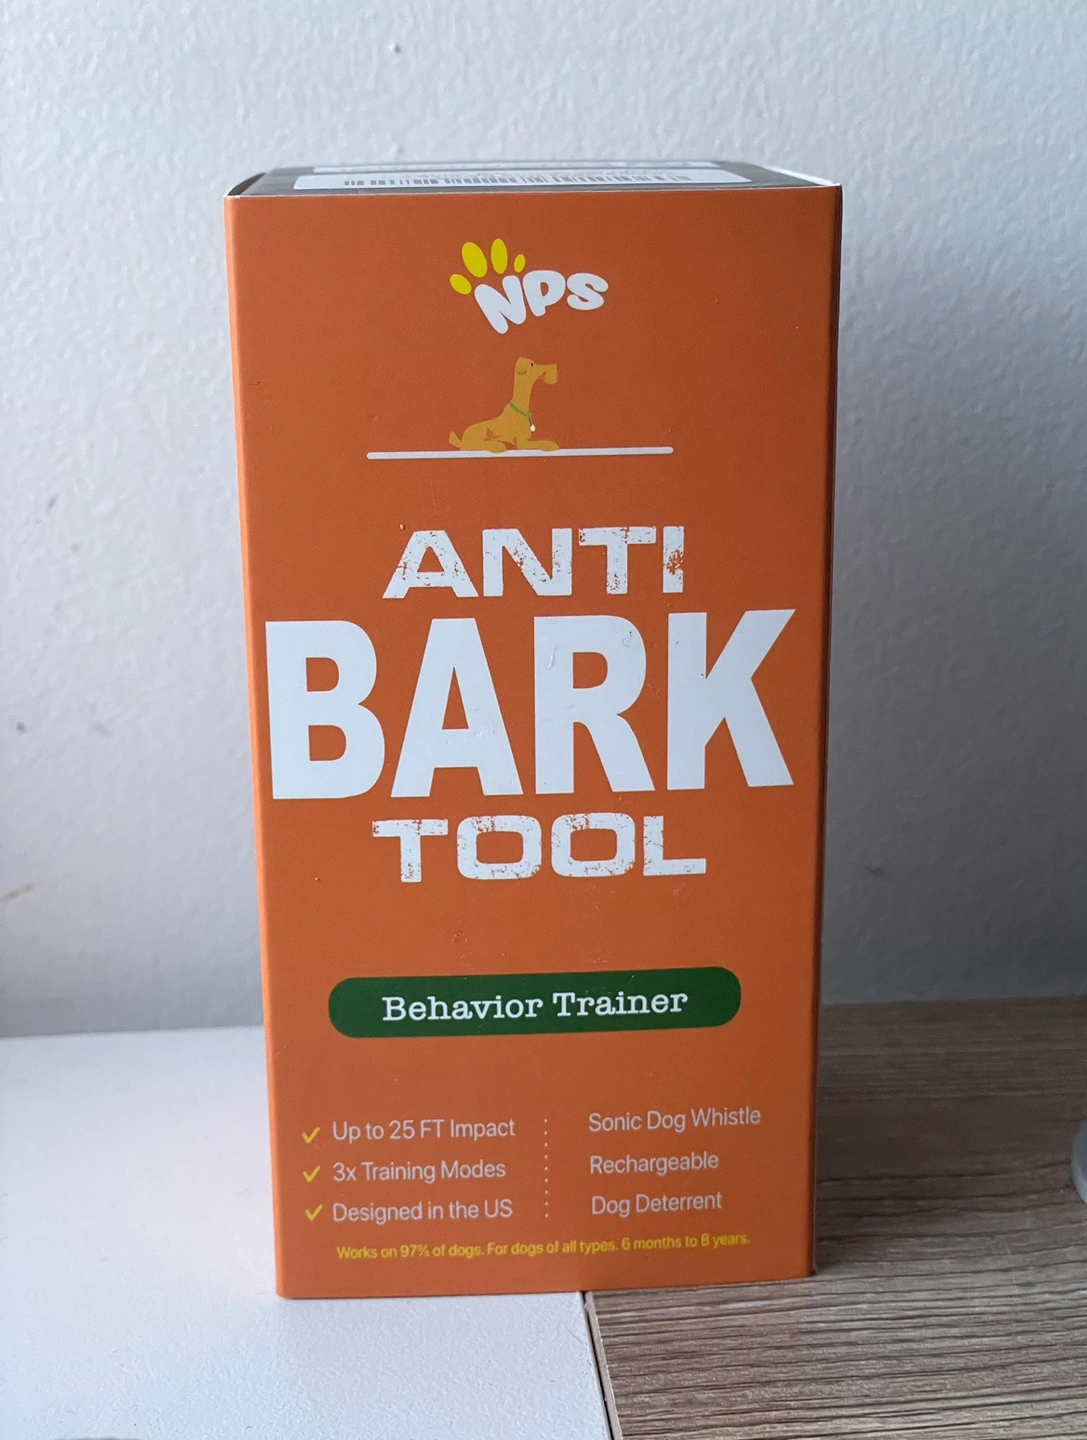 NPS
ANTI
BARK
TOOL
Behavior Trainer
Up to 25 FT Impact
3x Training Modes
Designed in the US
Sonic Dog Whistle
Rechargeable
Dog Deterrent
Works on 97% of dogs. For dogs of all types. 6 months to 8 years.